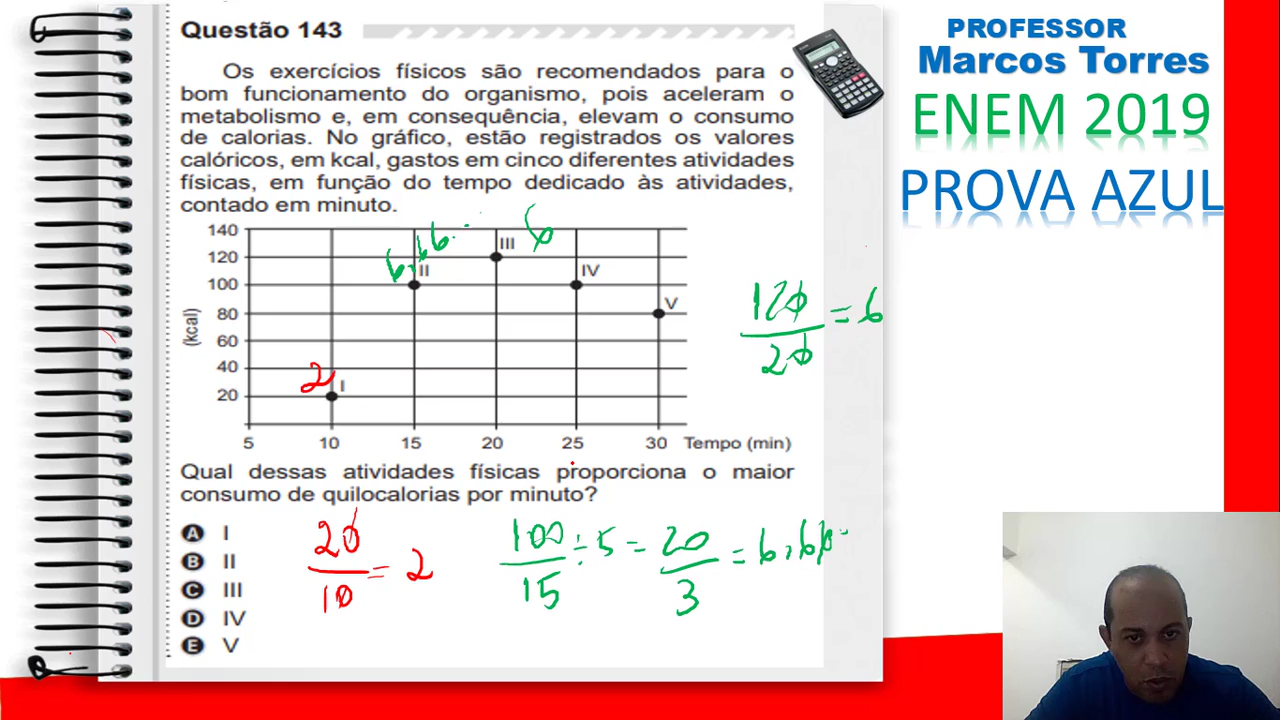 Questão 143
Os exercícios físicos são recomendados para o
bom funcionamento do organismo, pois aceleram o
metabolismo e, em consequência, elevam o consumo
de calorias. No gráfico, estão registrados os valores
calóricos, em kcal, gastos em cinco diferentes atividades
físicas, em função do tempo dedicado às atividades,
contado em minuto.
140
120
100
80
60
40
20
(kcal)
5 10 15 20 25 30 Tempo (min)
I
II
III
IV
V
2
6,66...
6
120/20 = 6
Qual dessas atividades físicas proporciona o maior
consumo de quilocalorias por minuto?
A I
B II
C III
D IV
E V
20/10 = 2
100/15 ÷ 5 = 20/3 = 6,66..
PROFESSOR
Marcos Torres
ENEM 2019
PROVA AZUL